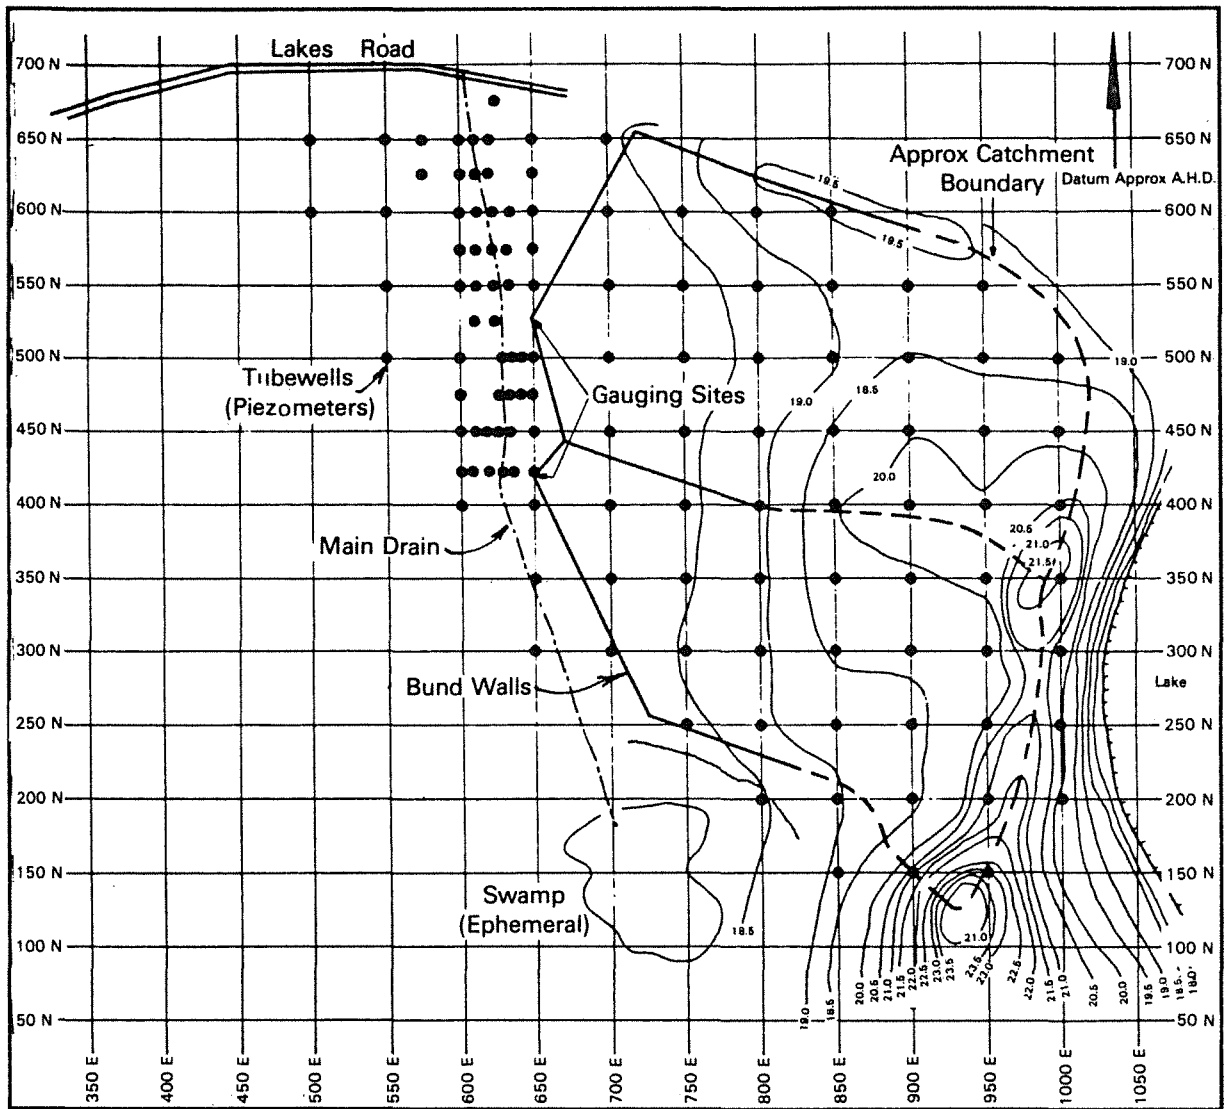 Lakes Road
700 N
700 N
650 N
650 N
Approx Catchment
Boundary
Datum Approx A.H.D.
19.5
600 N
600 N
19.5
550 N
550 N
500 N
500 N
19.0
Tubewells
(Piezometers)
Gauging Sites
19.0
18.5
450 N
450 N
20.0
400 N
400 N
20.5
21.0
21.5
Main Drain
350 N
350 N
300 N
300 N
Bund Walls
Lake
250 N
250 N
200 N
200 N
150 N
150 N
Swamp
(Ephemeral)
18.5
21.0
100 N
100 N
19.0
18.5
20.0
20.5
21.0
21.5
22.0
22.5
23.0
23.5
23.5
23.0
22.5
22.0
21.5
21.0
20.5
20.0
19.5
19.0
18.5
18.0
50 N
50 N
350 E
400 E
450 E
500 E
550 E
600 E
650 E
700 E
750 E
800 E
850 E
900 E
950 E
1000 E
1050 E